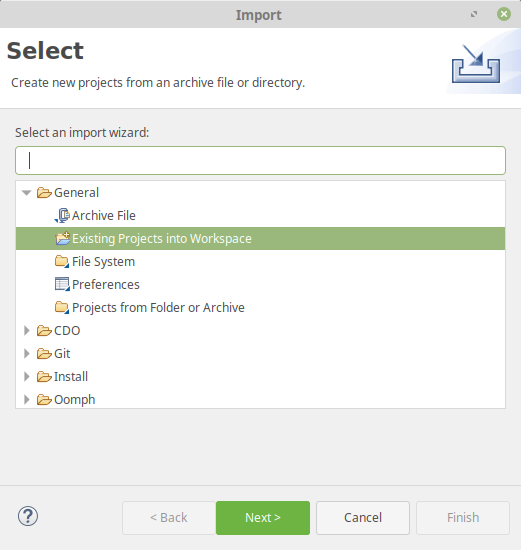 Import
Select
Create new projects from an archive file or directory.
Select an import wizard:
General
Archive File
Existing Projects into Workspace
File System
Preferences
Projects from Folder or Archive
CDO
Git
Install
Oomph
?
< Back
Next >
Cancel
Finish